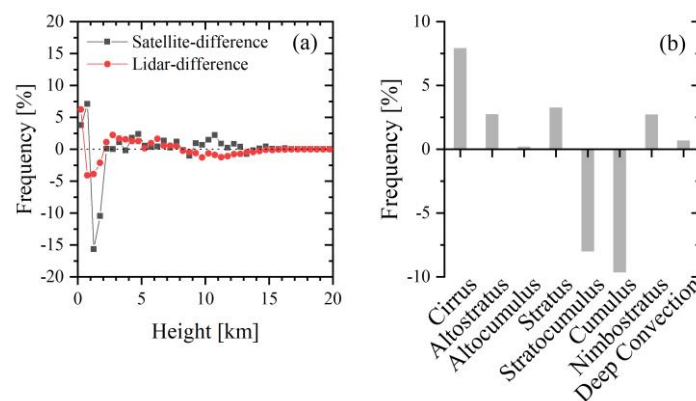 (a)
Satellite-difference
Lidar-difference
Frequency [%]
20
15
10
5
0
-5
-10
-15
-20
0
5
10
15
20
Height [km]
(b)
Frequency [%]
10
5
0
-5
-10
Cirrus
Altostratus
Altocumulus
Stratus
Stratocumulus
Cumulus
Nimbostratus
Deep Convection